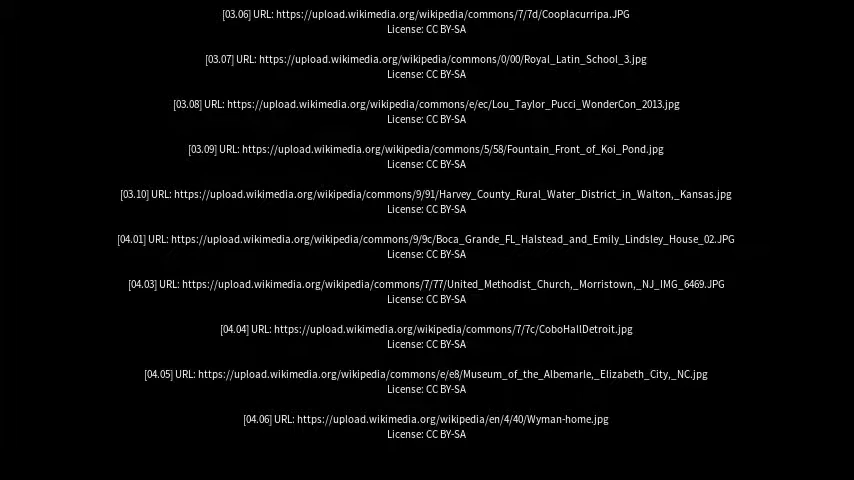 [03.06] URL: https://upload.wikimedia.org/wikipedia/commons/7/7d/Cooplacurripa.JPG
License: CC BY-SA
[03.07] URL: https://upload.wikimedia.org/wikipedia/commons/0/00/Royal_Latin_School_3.jpg
License: CC BY-SA
[03.08] URL: https://upload.wikimedia.org/wikipedia/commons/e/ec/Lou_Taylor_Pucci_WonderCon_2013.jpg
License: CC BY-SA
[03.09] URL: https://upload.wikimedia.org/wikipedia/commons/5/58/Fountain_Front_of_Koi_Pond.jpg
License: CC BY-SA
[03.10] URL: https://upload.wikimedia.org/wikipedia/commons/9/91/Harvey_County_Rural_Water_District_in_Walton,_Kansas.jpg
License: CC BY-SA
[04.01] URL: https://upload.wikimedia.org/wikipedia/commons/9/9c/Boca_Grande_FL_Halstead_and_Emily_Lindsley_House_02.JPG
License: CC BY-SA
[04.03] URL: https://upload.wikimedia.org/wikipedia/commons/7/77/United_Methodist_Church,_Morristown,_NJ_IMG_6469.JPG
License: CC BY-SA
[04.04] URL: https://upload.wikimedia.org/wikipedia/commons/7/7c/CoboHallDetroit.jpg
License: CC BY-SA
[04.05] URL: https://upload.wikimedia.org/wikipedia/commons/e/e8/Museum_of_the_Albemarle,_Elizabeth_City,_NC.jpg
License: CC BY-SA
[04.06] URL: https://upload.wikimedia.org/wikipedia/en/4/40/Wyman-home.jpg
License: CC BY-SA